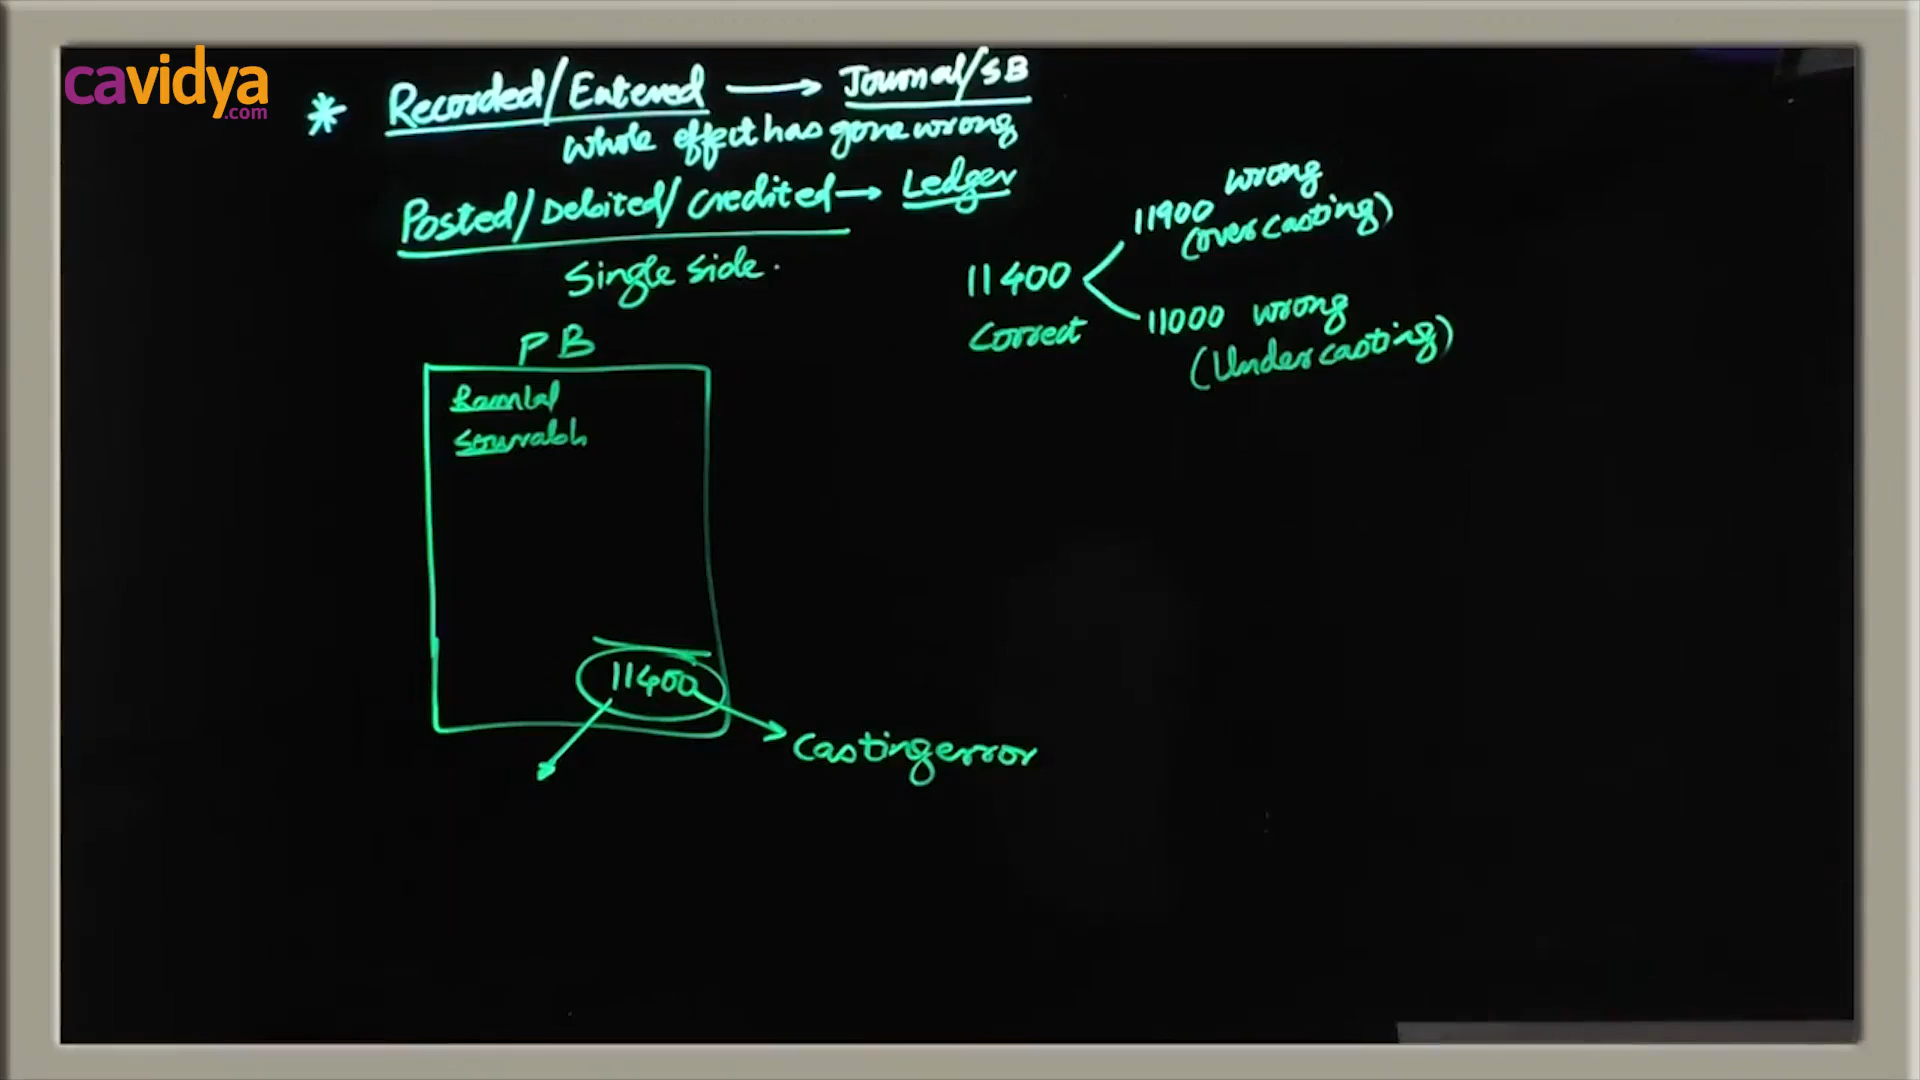 cavidya
.com
* Recorded/Entered → Journal/SB
Whole effect has gone wrong
Posted/Debited/Credited → Ledger
Single side.
11400
Correct
11900 wrong
(over casting)
11000 wrong
(Under casting)
PB
Ramlal
Sourabh
11400
Casting error